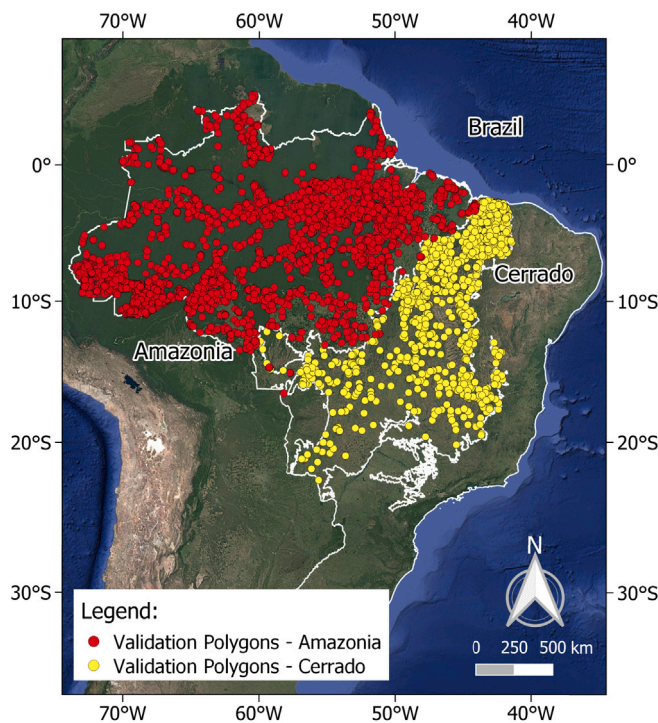 70°W 60°W 50°W 40°W
Brazil
0° 0°
Cerrado
10°S 10°S
Amazonia
20°S 20°S
N
30°S 30°S
Legend:
Validation Polygons - Amazonia
Validation Polygons - Cerrado
0 250 500 km
70°W 60°W 50°W 40°W